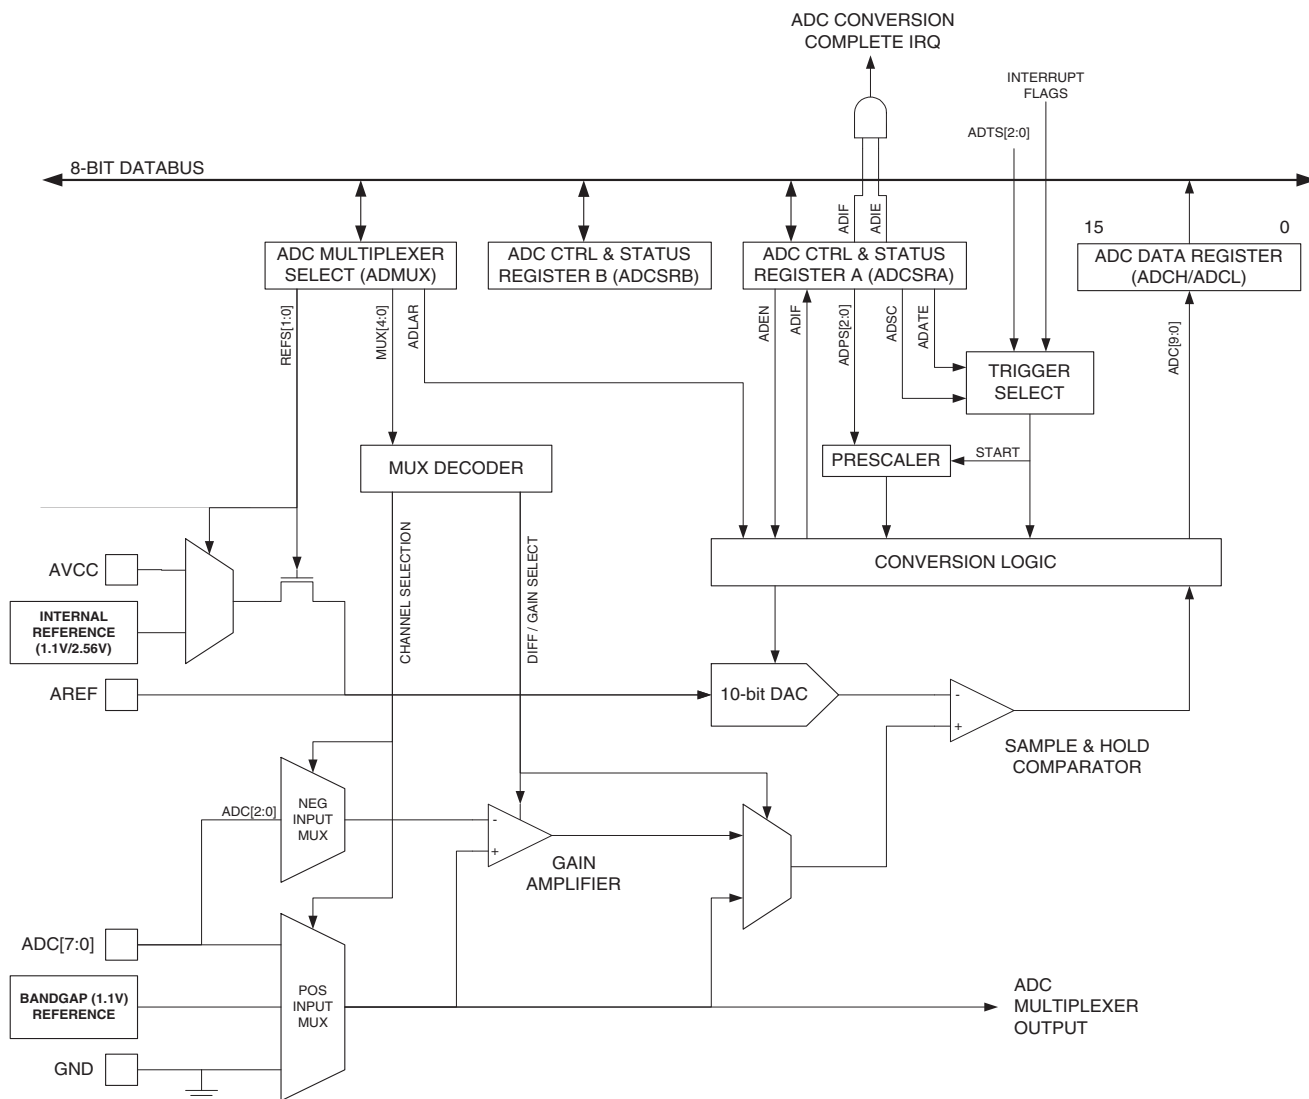 ADC CONVERSION
COMPLETE IRQ
INTERRUPT
FLAGS
ADTS[2:0]
8-BIT DATABUS
ADIF
ADIE
15
0
ADC MULTIPLEXER
SELECT (ADMUX)
ADC CTRL & STATUS
REGISTER B (ADCSRB)
ADC CTRL & STATUS
REGISTER A (ADCSRA)
ADC DATA REGISTER
(ADCH/ADCL)
REFS[1:0]
MUX[4:0]
ADLAR
ADEN
ADIF
ADPS[2:0]
ADSC
ADATE
ADC[9:0]
TRIGGER
SELECT
MUX DECODER
PRESCALER
START
CHANNEL SELECTION
DIFF / GAIN SELECT
CONVERSION LOGIC
AVCC
INTERNAL
REFERENCE
(1.1V/2.56V)
AREF
10-bit DAC
-
+
SAMPLE & HOLD
COMPARATOR
ADC[2:0]
NEG
INPUT
MUX
-
+
GAIN
AMPLIFIER
ADC[7:0]
BANDGAP (1.1V)
REFERENCE
POS
INPUT
MUX
ADC
MULTIPLEXER
OUTPUT
GND